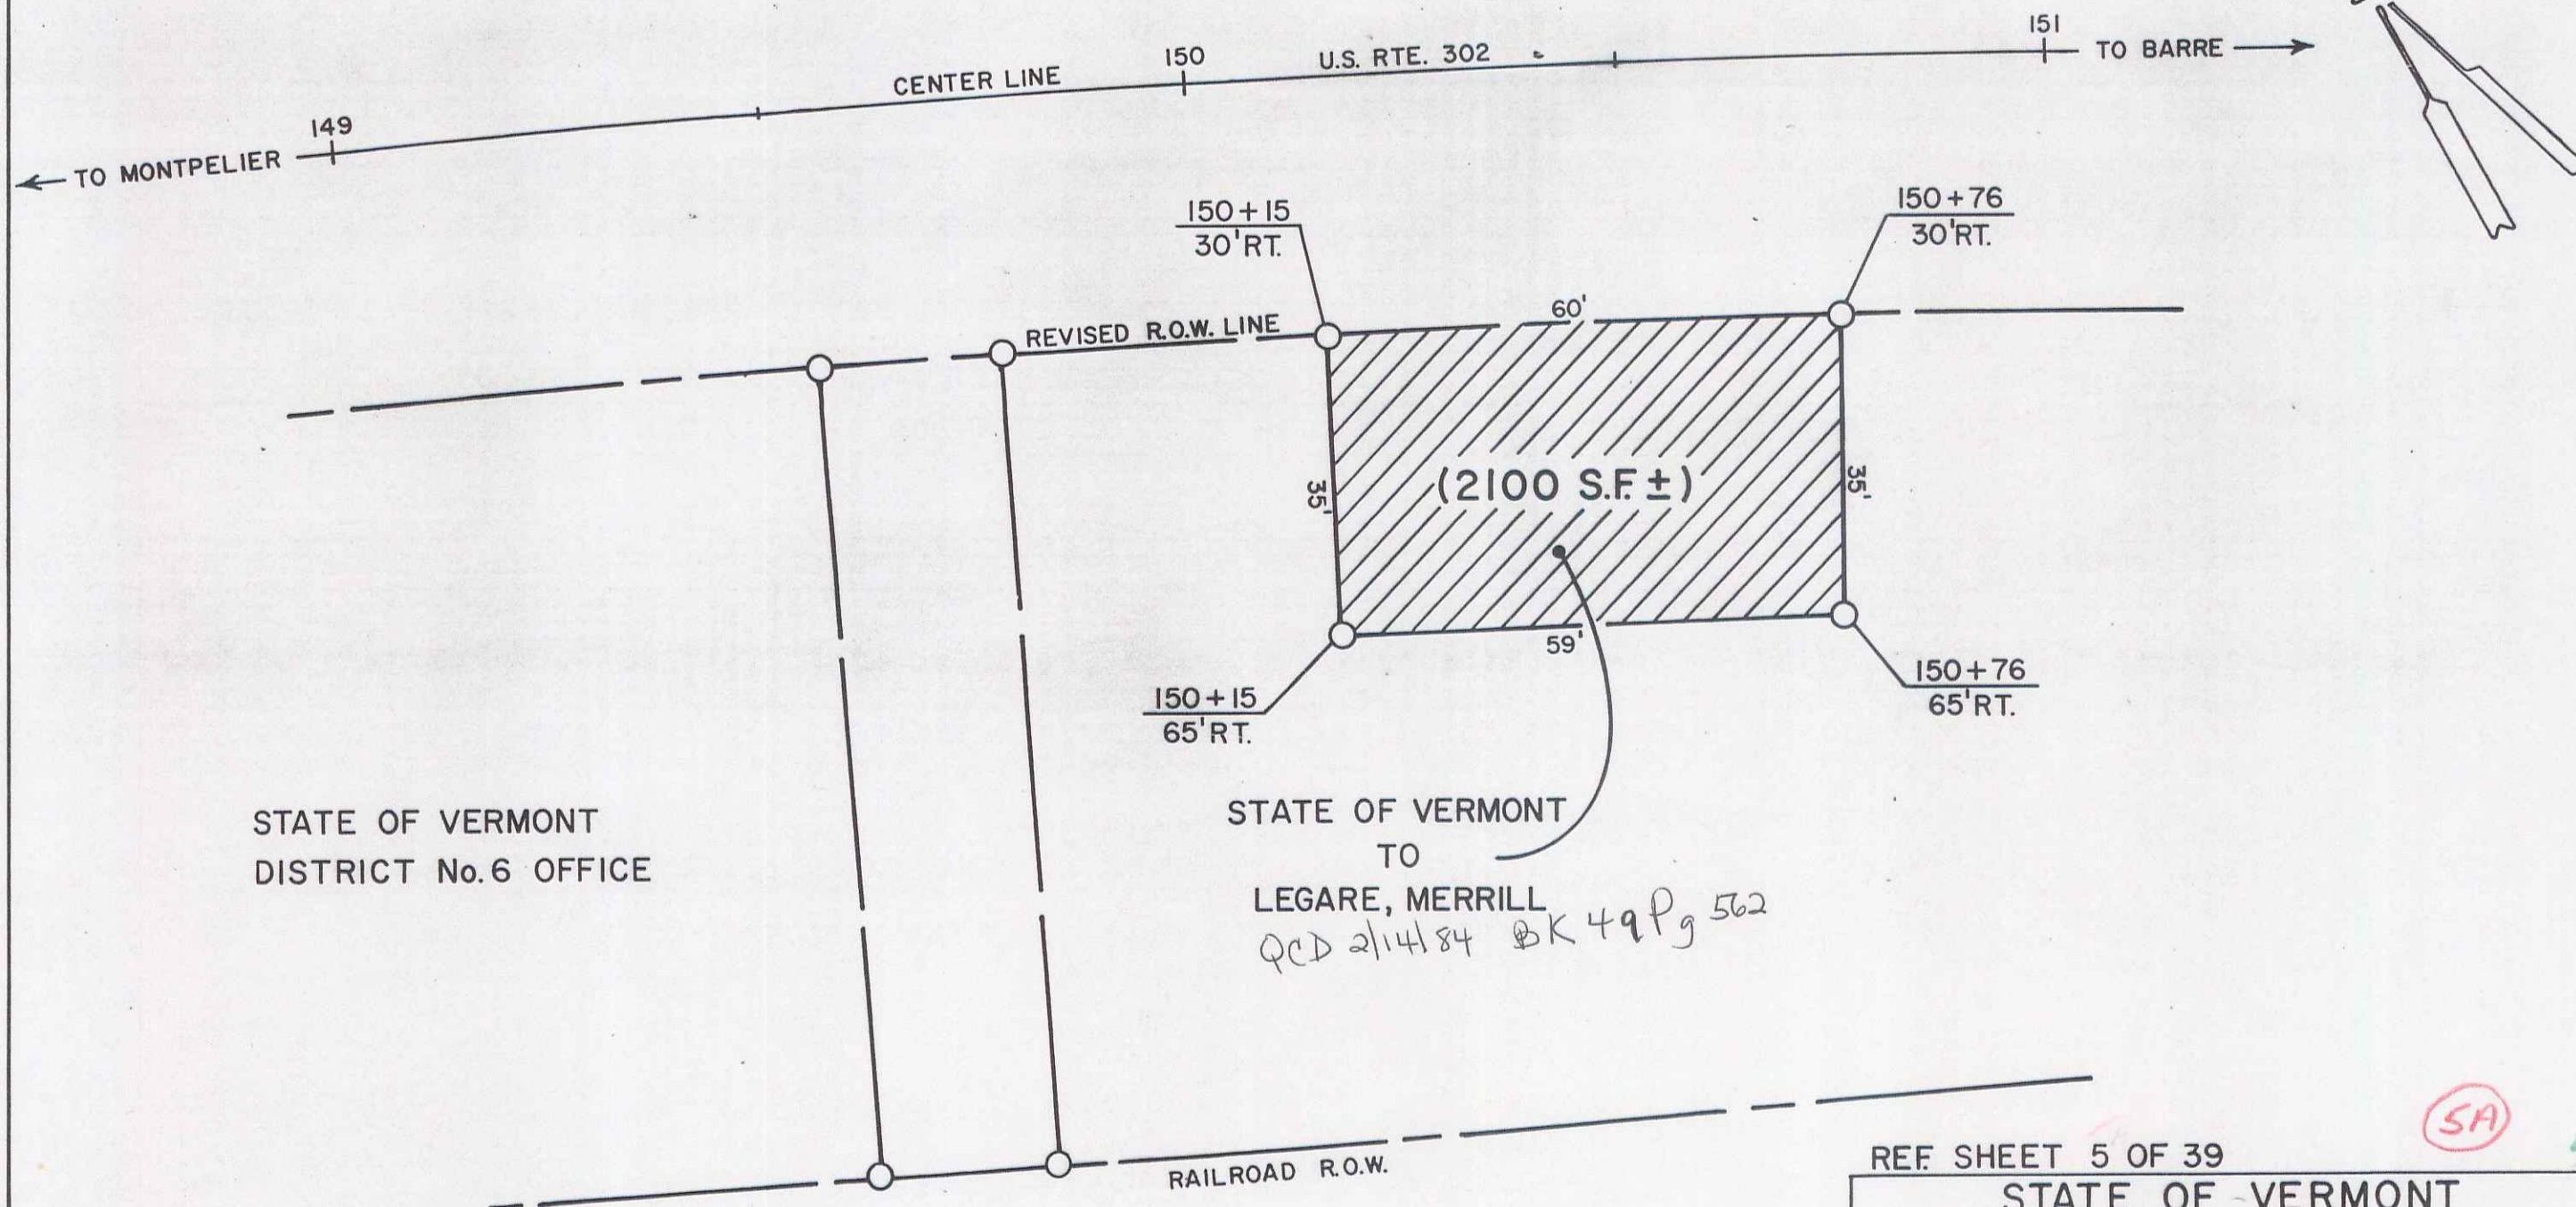 149
150
151
← TO MONTPELIER
CENTER LINE
U.S. RTE. 302
TO BARRE →
150+15
30'RT.
150+76
30'RT.
REVISED R.O.W. LINE
60'
35'
(2100 S.F. ±)
35'
59'
150+15
65'RT.
150+76
65'RT.
STATE OF VERMONT
DISTRICT No. 6 OFFICE
STATE OF VERMONT
TO
LEGARE, MERRILL
QCD 2/14/84 BK 49 Pg 562
RAILROAD R.O.W.
5A
REF. SHEET 5 OF 39
STATE OF VERMONT